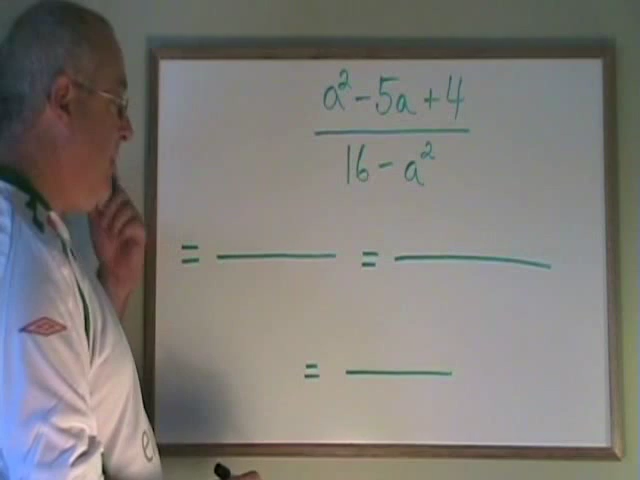 a² - 5a + 4
16 - a²
= =
=
e